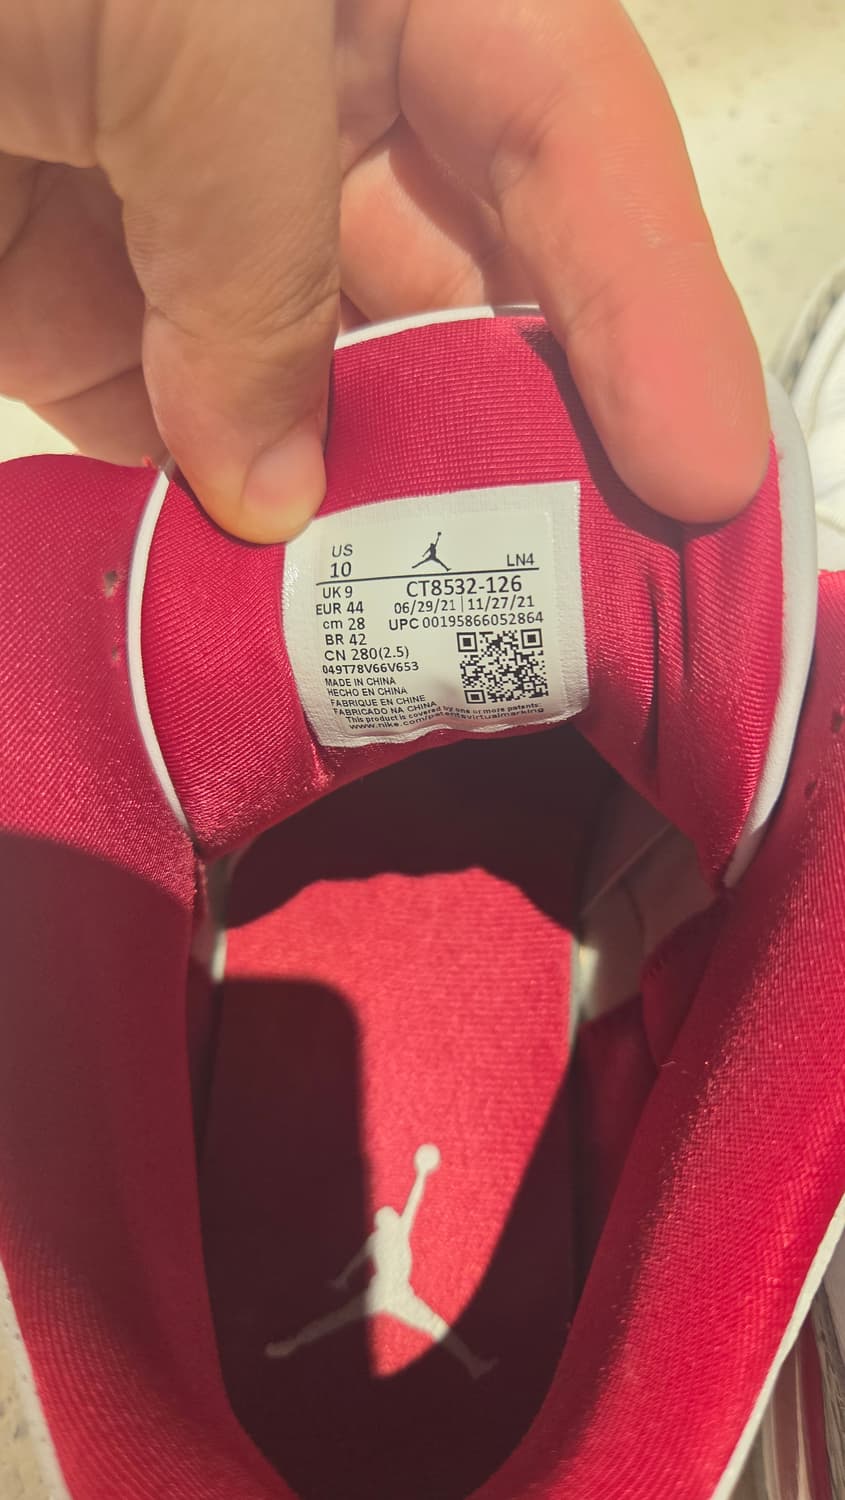 US
10
LN4
UK 9
CT8532-126
EUR 44
06/29/21 | 11/27/21
cm 28
UPC 00195866052864
BR 42
CN 280(2.5)
049T78V66V653
MADE IN CHINA
HECHO EN CHINA
FABRIQUE EN CHINE
FABRICADO NA CHINA
This product is covered by one or more patents:
www.nike.com/patentsvirtualmarking